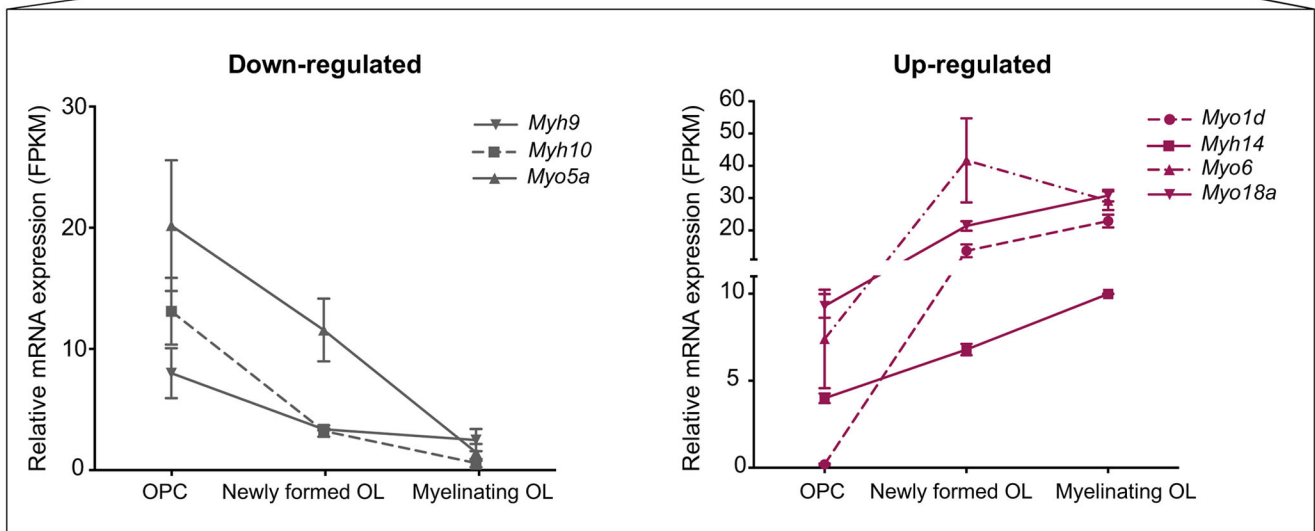 Down-regulated
Relative mRNA expression (FPKM)
30
20
10
0
Myh9
Myh10
Myo5a
OPC
Newly formed OL
Myelinating OL
Up-regulated
Relative mRNA expression (FPKM)
60
50
40
30
20
10
5
0
Myo1d
Myh14
Myo6
Myo18a
OPC
Newly formed OL
Myelinating OL